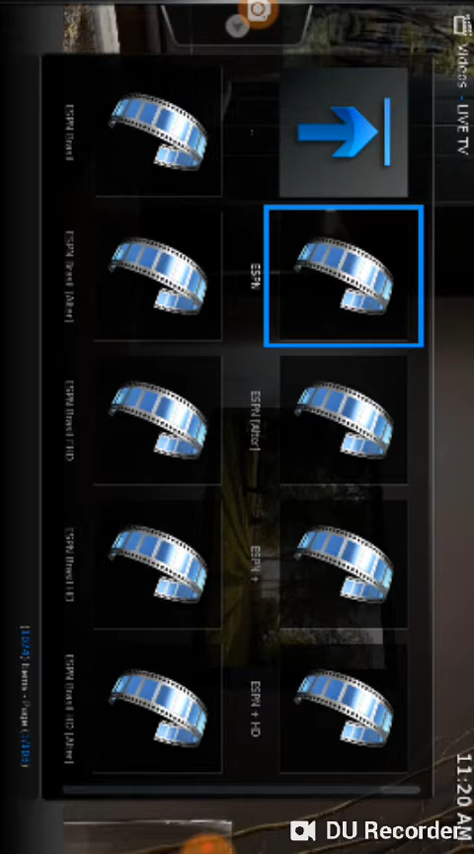 Videos - LIVE TV
11:20 AM
ESPN
ESPN [Alter]
ESPN +
ESPN + HD
ESPN Brasil
ESPN Brasil [Alter]
ESPN Brasil FHD
ESPN Brasil HD
ESPN Brasil HD [Alter]
DU Recorder